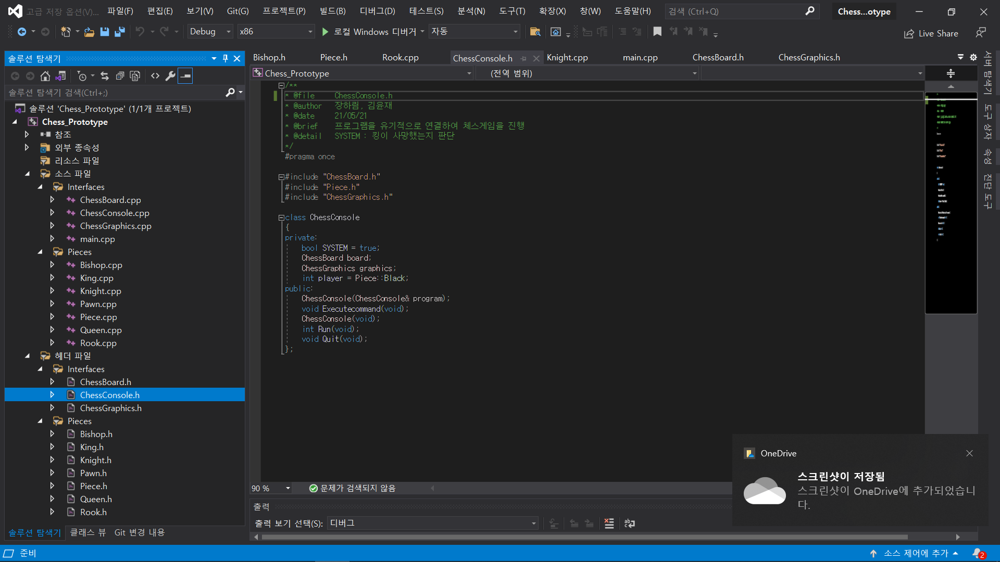 고급 저장 옵션(V)... 파일(F) 편집(E) 보기(V) Git(G) 프로젝트(P) 빌드(B) 디버그(D) 테스트(S) 분석(N) 도구(T) 확장(X) 창(W) 도움말(H) 검색 (Ctrl+Q) Chess...otype
Debug x86 로컬 Windows 디버거 자동 Live Share
솔루션 탐색기
솔루션 탐색기 검색(Ctrl+;)
솔루션 'Chess_Prototype' (1/1개 프로젝트)
Chess_Prototype
참조
외부 종속성
리소스 파일
소스 파일
Interfaces
ChessBoard.cpp
ChessConsole.cpp
ChessGraphics.cpp
main.cpp
Pieces
Bishop.cpp
King.cpp
Knight.cpp
Pawn.cpp
Piece.cpp
Queen.cpp
Rook.cpp
헤더 파일
Interfaces
ChessBoard.h
ChessConsole.h
ChessGraphics.h
Pieces
Bishop.h
King.h
Knight.h
Pawn.h
Piece.h
Queen.h
Rook.h
솔루션 탐색기 클래스 뷰 Git 변경 내용
Bishop.h Piece.h Rook.cpp ChessConsole.h Knight.cpp main.cpp ChessBoard.h ChessGraphics.h
Chess_Prototype (전역 범위)
/**
* @file ChessConsole.h
* @author 장하림, 김윤재
* @date 21/05/21
* @brief 프로그램을 유기적으로 연결하여 체스게임을 진행
* @detail SYSTEM : 킹이 사망했는지 판단
*/
#pragma once
#include "ChessBoard.h"
#include "Piece.h"
#include "ChessGraphics.h"
class ChessConsole
{
private:
bool SYSTEM = true;
ChessBoard board;
ChessGraphics graphics;
int player = Piece::Black;
public:
ChessConsole(ChessConsole& program);
void Executecommand(void);
ChessConsole(void);
int Run(void);
void Quit(void);
};
90 % 문제가 검색되지 않음
출력
출력 보기 선택(S): 디버그
서버 탐색기
도구 상자
속성
진단 도구
OneDrive
스크린샷이 저장됨
스크린샷이 OneDrive에 추가되었습니
다.
준비 소스 제어에 추가 2